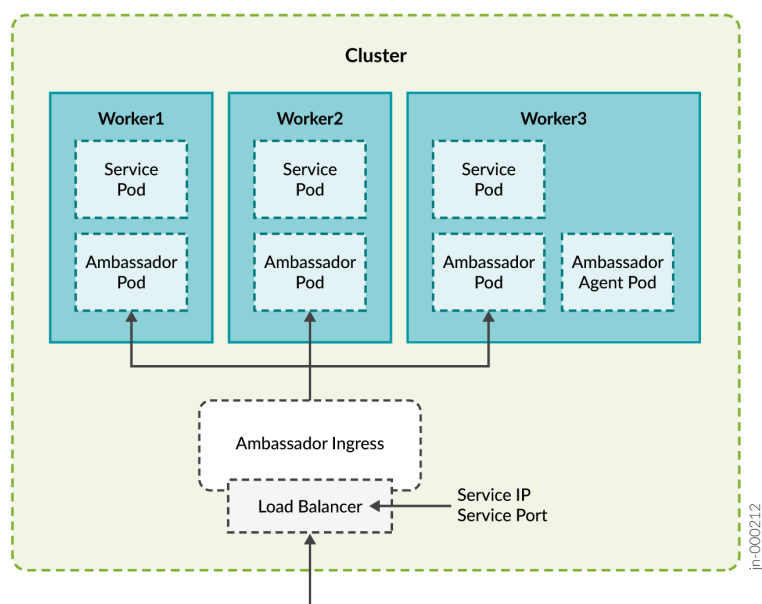 Cluster
Worker1
Worker2
Worker3
Service
Pod
Service
Pod
Service
Pod
Ambassador
Pod
Ambassador
Pod
Ambassador
Pod
Ambassador
Agent Pod
Ambassador Ingress
Load Balancer
Service IP
Service Port
jn-000212